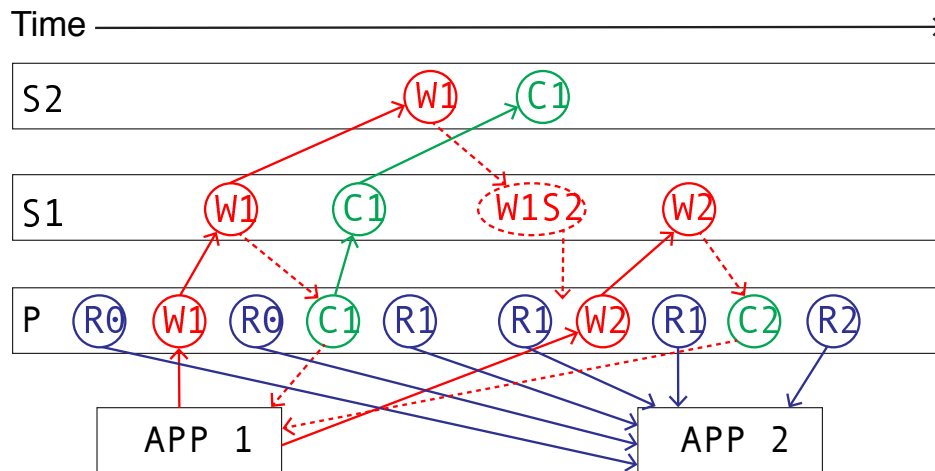 Time
S2 W1 C1
S1 W1 C1 W1S2 W2
P R0 W1 R0 C1 R1 R1 W2 R1 C2 R2
APP 1 APP 2